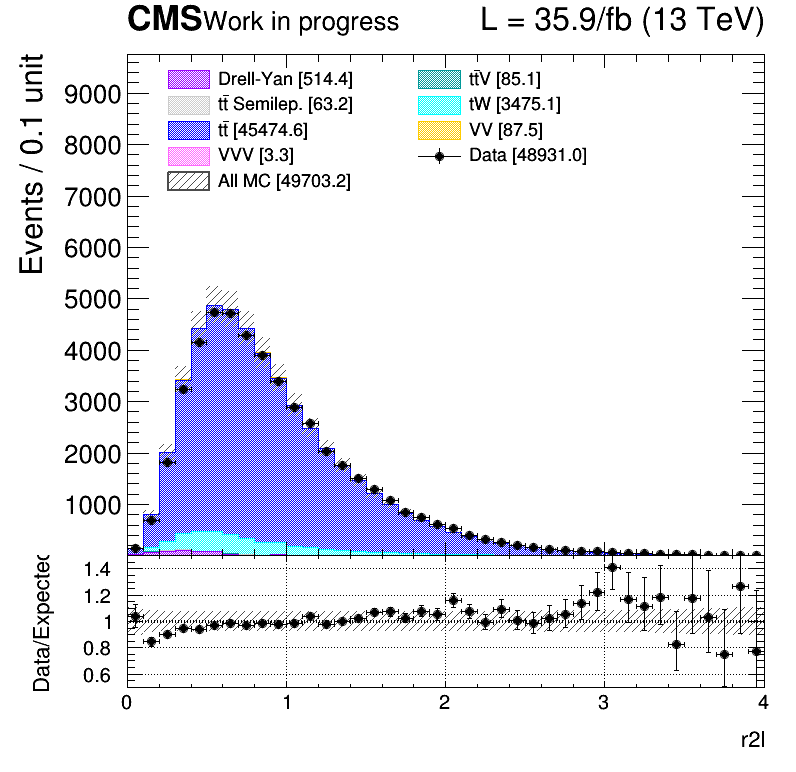 CMS Work in progress L = 35.9/fb (13 TeV)
Events / 0.1 unit
Drell-Yan [514.4]
tt̄ Semilep. [63.2]
tt̄ [45474.6]
VVV [3.3]
All MC [49703.2]
tt̄V [85.1]
tW [3475.1]
VV [87.5]
Data [48931.0]
9000
8000
7000
6000
5000
4000
3000
2000
1000
Data/Expected
1.4
1.2
1
0.8
0.6
0 1 2 3 4
r2l